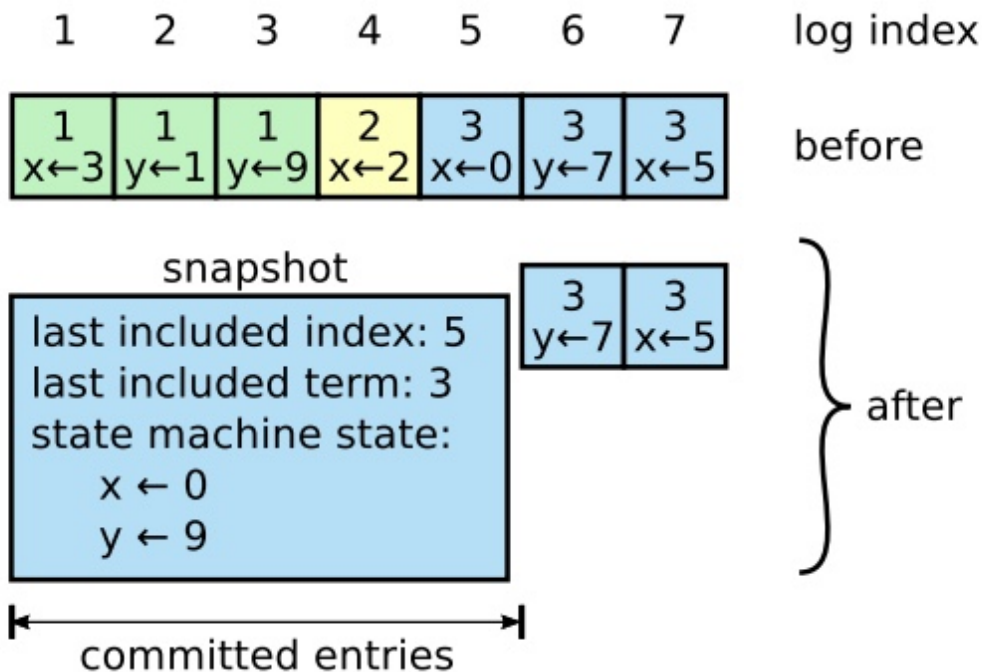 1 2 3 4 5 6 7 log index
1 1 1 2 3 3 3
x←3 y←1 y←9 x←2 x←0 y←7 x←5
before
snapshot
last included index: 5
last included term: 3
state machine state:
x ← 0
y ← 9
3 3
y←7 x←5
after
committed entries